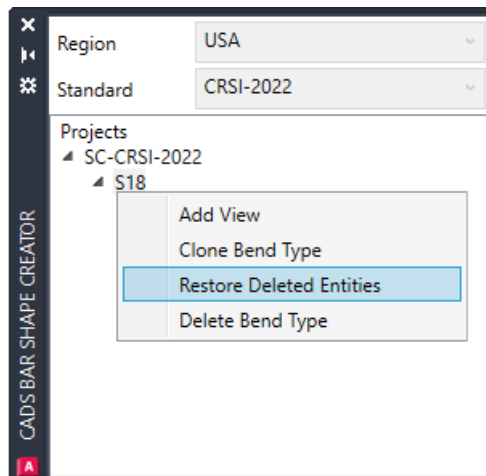 Region USA
Standard CRSI-2022
Projects
SC-CRSI-2022
S18
Add View
Clone Bend Type
Restore Deleted Entities
Delete Bend Type
CADS BAR SHAPE CREATOR
A